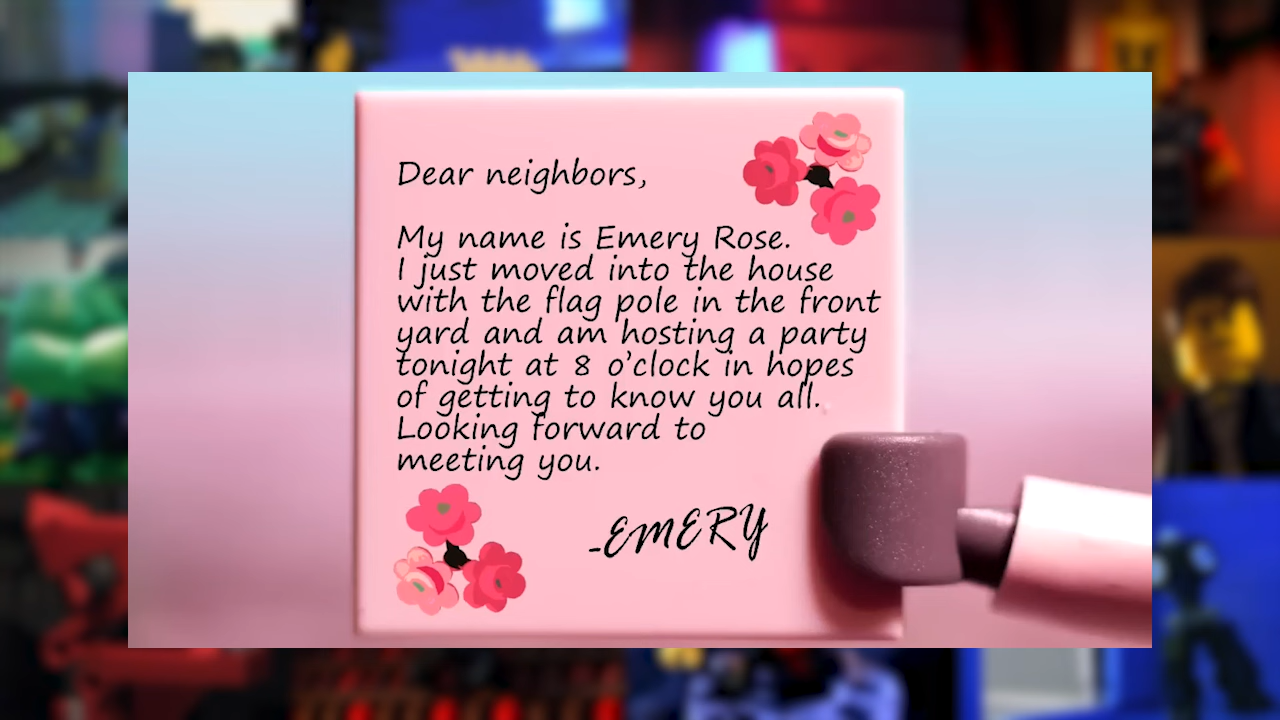 Dear neighbors,
My name is Emery Rose.
I just moved into the house
with the flag pole in the front
yard and am hosting a party
tonight at 8 o'clock in hopes
of getting to know you all.
Looking forward to
meeting you.
-EMERY